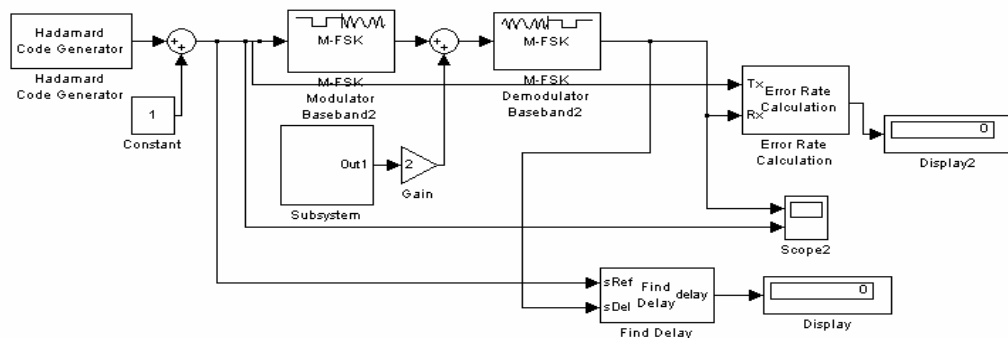 Hadamard
Code Generator
Hadamard
Code Generator
+
+
1
Constant
M-FSK
M-FSK
Modulator
Baseband2
+
+
M-FSK
M-FSK
Demodulator
Baseband2
Out1
Subsystem
2
Gain
Tx
Rx
Error Rate
Calculation
Error Rate
Calculation
0
Display2
Scope2
sRef
sDel
Find
Delay
delay
Find Delay
0
Display